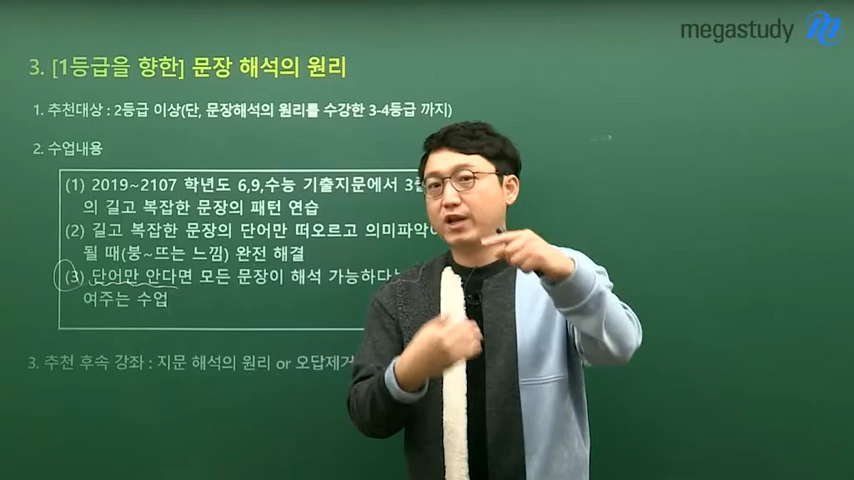 megastudy
3. [1등급을 향한] 문장 해석의 원리
1. 추천대상 : 2등급 이상(단, 문장해석의 원리를 수강한 3-4등급 까지)
2. 수업내용
(1) 2019~2107 학년도 6,9,수능 기출지문에서 3
의 길고 복잡한 문장의 패턴 연습
(2) 길고 복잡한 문장의 단어만 떠오르고 의미파악
될 때(붕~뜨는 느낌) 완전 해결
(3) 단어만 안다면 모든 문장이 해석 가능하다
여주는 수업
3. 추천 후속 강좌 : 지문 해석의 원리 or 오답제거